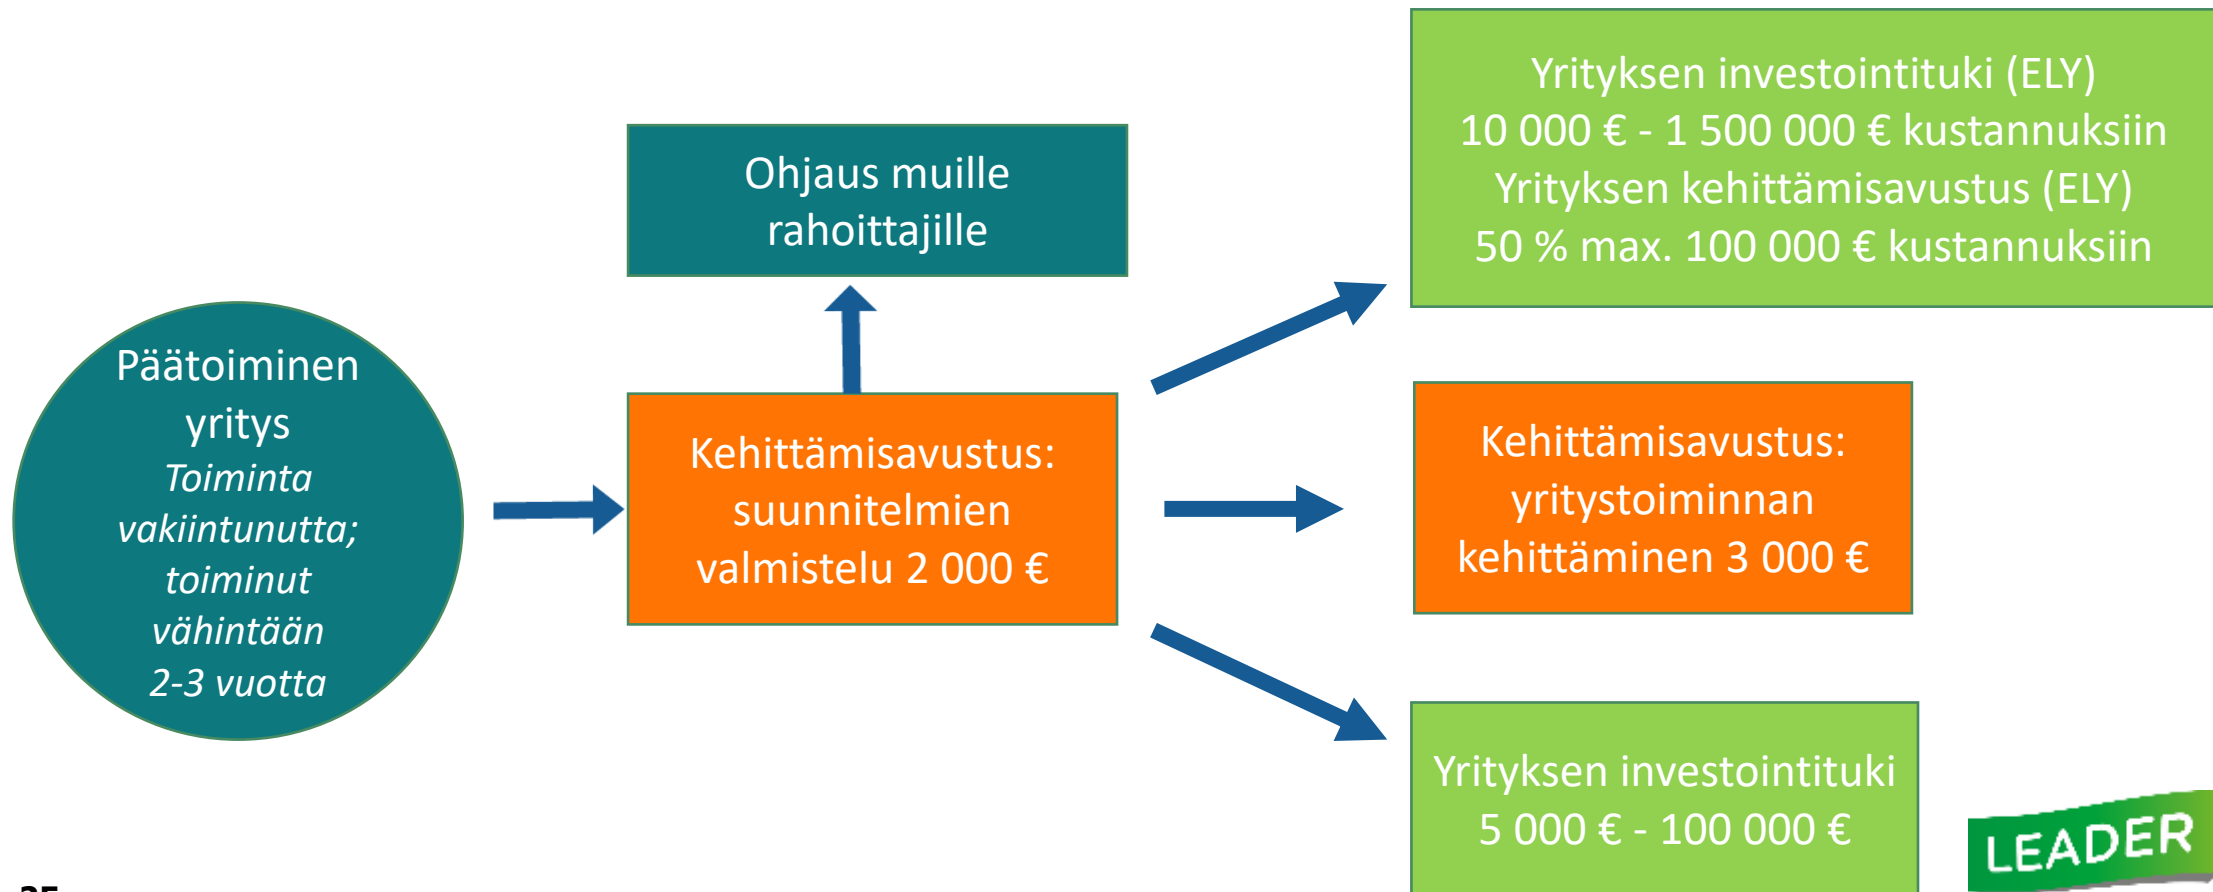 Päätoiminen
yritys
Toiminta
vakiintunutta;
toiminut
vähintään
2-3 vuotta
Ohjaus muille
rahoittajille
Kehittämisavustus:
suunnitelmien
valmistelu 2 000 €
Yrityksen investointituki (ELY)
10 000 € - 1 500 000 € kustannuksiin
Yrityksen kehittämisavustus (ELY)
50 % max. 100 000 € kustannuksiin
Kehittämisavustus:
yritystoiminnan
kehittäminen 3 000 €
Yrityksen investointituki
5 000 € - 100 000 €
LEADER